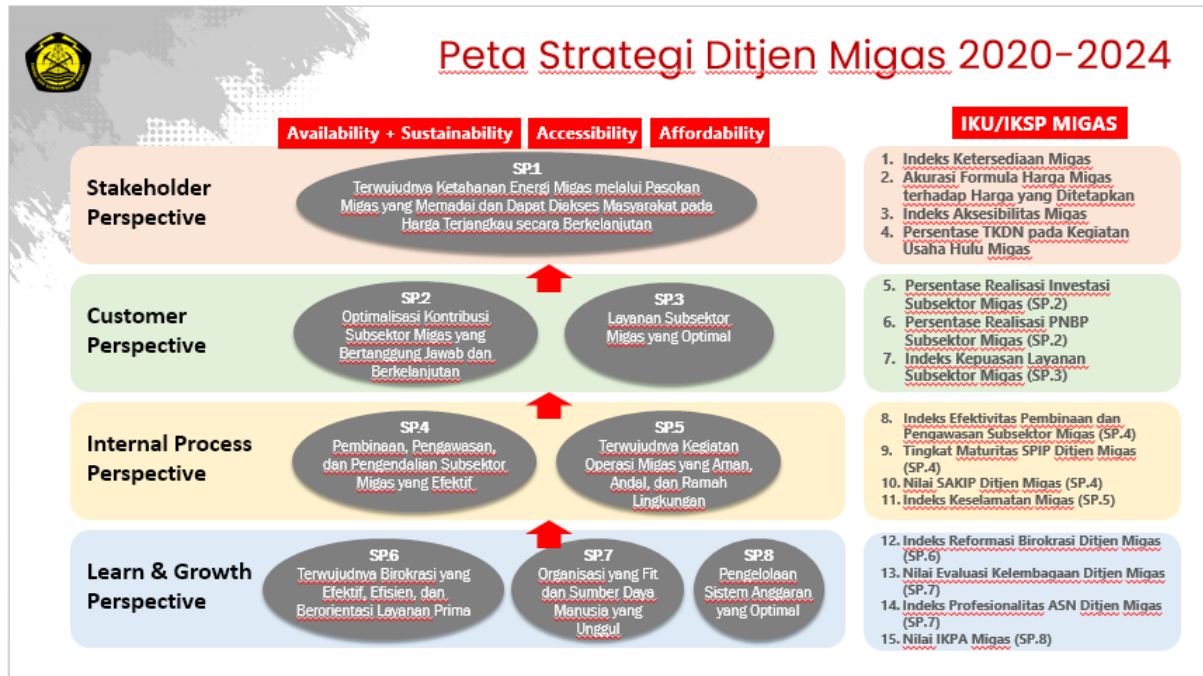 Peta Strategi Ditjen Migas 2020-2024
Availability + Sustainability
Accessibility
Affordability
IKU/IKSP MIGAS
Stakeholder
Perspective
SP.1
Terwujudnya Ketahanan Energi Migas melalui Pasokan
Migas yang Memadai dan Dapat Diakses Masyarakat pada
Harga Terjangkau secara Berkelanjutan
1. Indeks Ketersediaan Migas
2. Akurasi Formula Harga Migas
terhadap Harga yang Ditetapkan
3. Indeks Aksesibilitas Migas
4. Persentase TKDN pada Kegiatan
Usaha Hulu Migas
Customer
Perspective
SP.2
Optimalisasi Kontribusi
Subsektor Migas yang
Bertanggung Jawab dan
Berkelanjutan
SP.3
Layanan Subsektor
Migas yang Optimal
5. Persentase Realisasi Investasi
Subsektor Migas (SP.2)
6. Persentase Realisasi PNBP
Subsektor Migas (SP.2)
7. Indeks Kepuasan Layanan
Subsektor Migas (SP.3)
Internal Process
Perspective
SP.4
Pembinaan, Pengawasan,
dan Pengendalian Subsektor
Migas yang Efektif
SP.5
Terwujudnya Kegiatan
Operasi Migas yang Aman,
Andal, dan Ramah
Lingkungan
8. Indeks Efektivitas Pembinaan dan
Pengawasan Subsektor Migas (SP.4)
9. Tingkat Maturitas SPIP Ditjen Migas
(SP.4)
10. Nilai SAKIP Ditjen Migas (SP.4)
11. Indeks Keselamatan Migas (SP.5)
Learn & Growth
Perspective
SP.6
Terwujudnya Birokrasi yang
Efektif, Efisien, dan
Berorientasi Layanan Prima
SP.7
Organisasi yang Fit
dan Sumber Daya
Manusia yang
Unggul
SP.8
Pengelolaan
Sistem Anggaran
yang Optimal
12. Indeks Reformasi Birokrasi Ditjen Migas
(SP.6)
13. Nilai Evaluasi Kelembagaan Ditjen Migas
(SP.7)
14. Indeks Profesionalitas ASN Ditjen Migas
(SP.7)
15. Nilai IKPA Migas (SP.8)